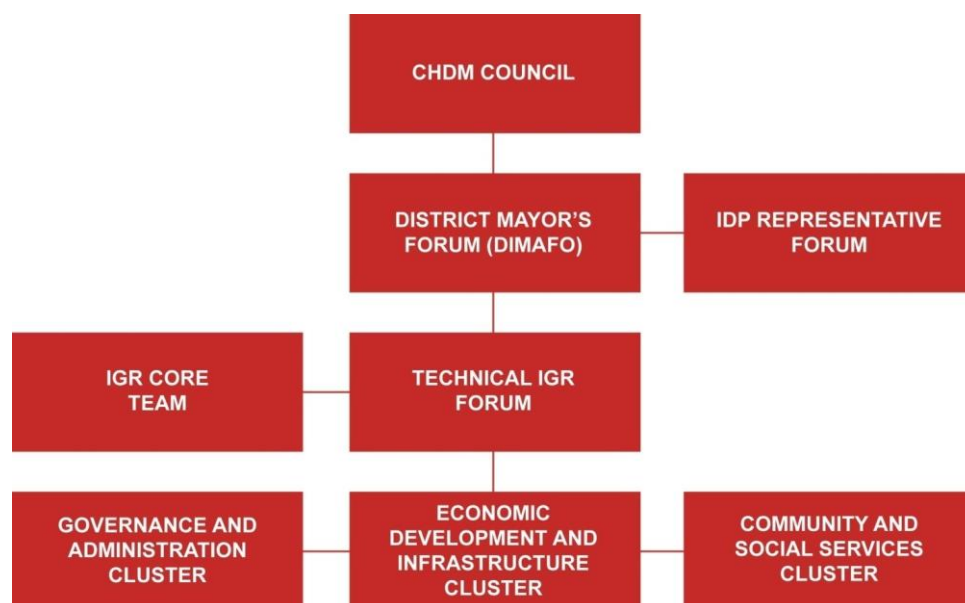 CHDM COUNCIL
DISTRICT MAYOR'S
FORUM (DIMAFO)
IDP REPRESENTATIVE
FORUM
IGR CORE
TEAM
TECHNICAL IGR
FORUM
GOVERNANCE AND
ADMINISTRATION
CLUSTER
ECONOMIC
DEVELOPMENT AND
INFRASTRUCTURE
CLUSTER
COMMUNITY AND
SOCIAL SERVICES
CLUSTER